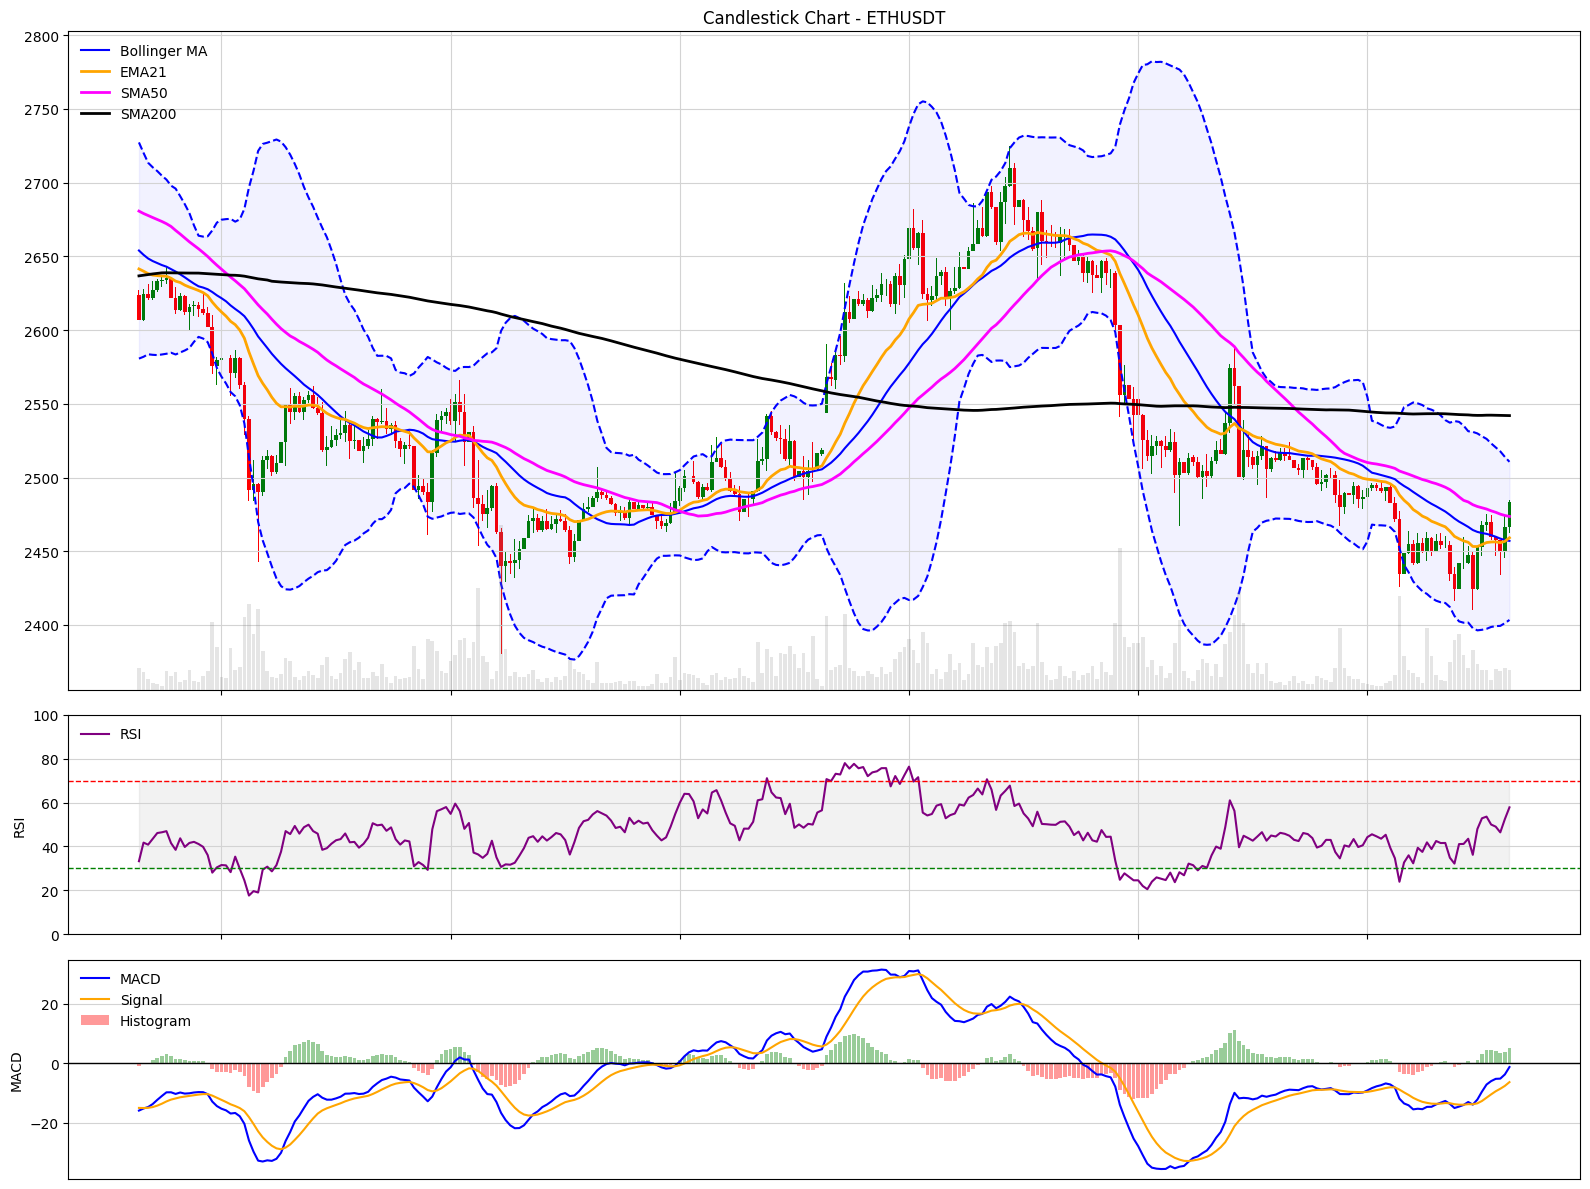 Candlestick Chart - ETHUSDT
Bollinger MA
EMA21
SMA50
SMA200
2800
2750
2700
2650
2600
2550
2500
2450
2400
RSI
100
80
60
40
20
0
RSI
MACD
Signal
Histogram
20
0
−20
MACD